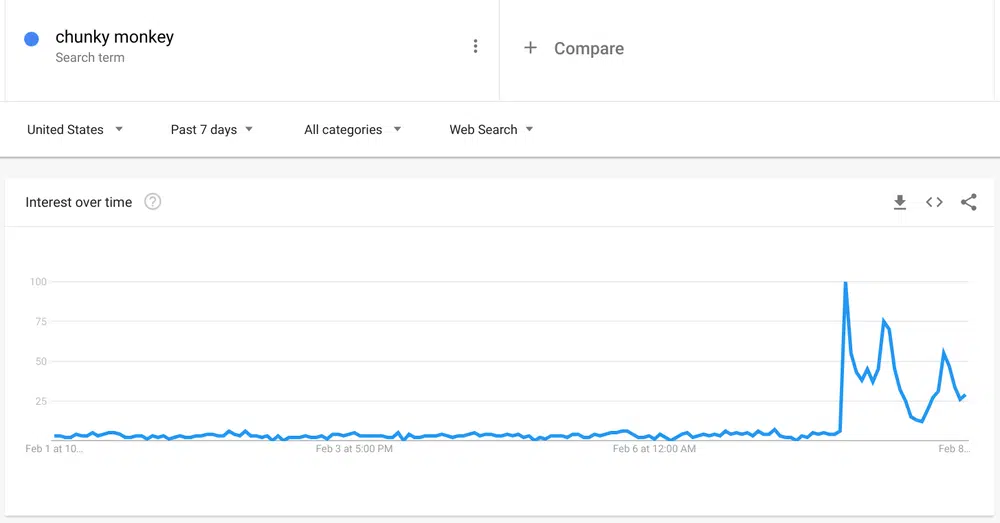 chunky monkey
Search term
+ Compare
United States
Past 7 days
All categories
Web Search
Interest over time ?
100
75
50
25
Feb 1 at 10...
Feb 3 at 5:00 PM
Feb 6 at 12:00 AM
Feb 8...